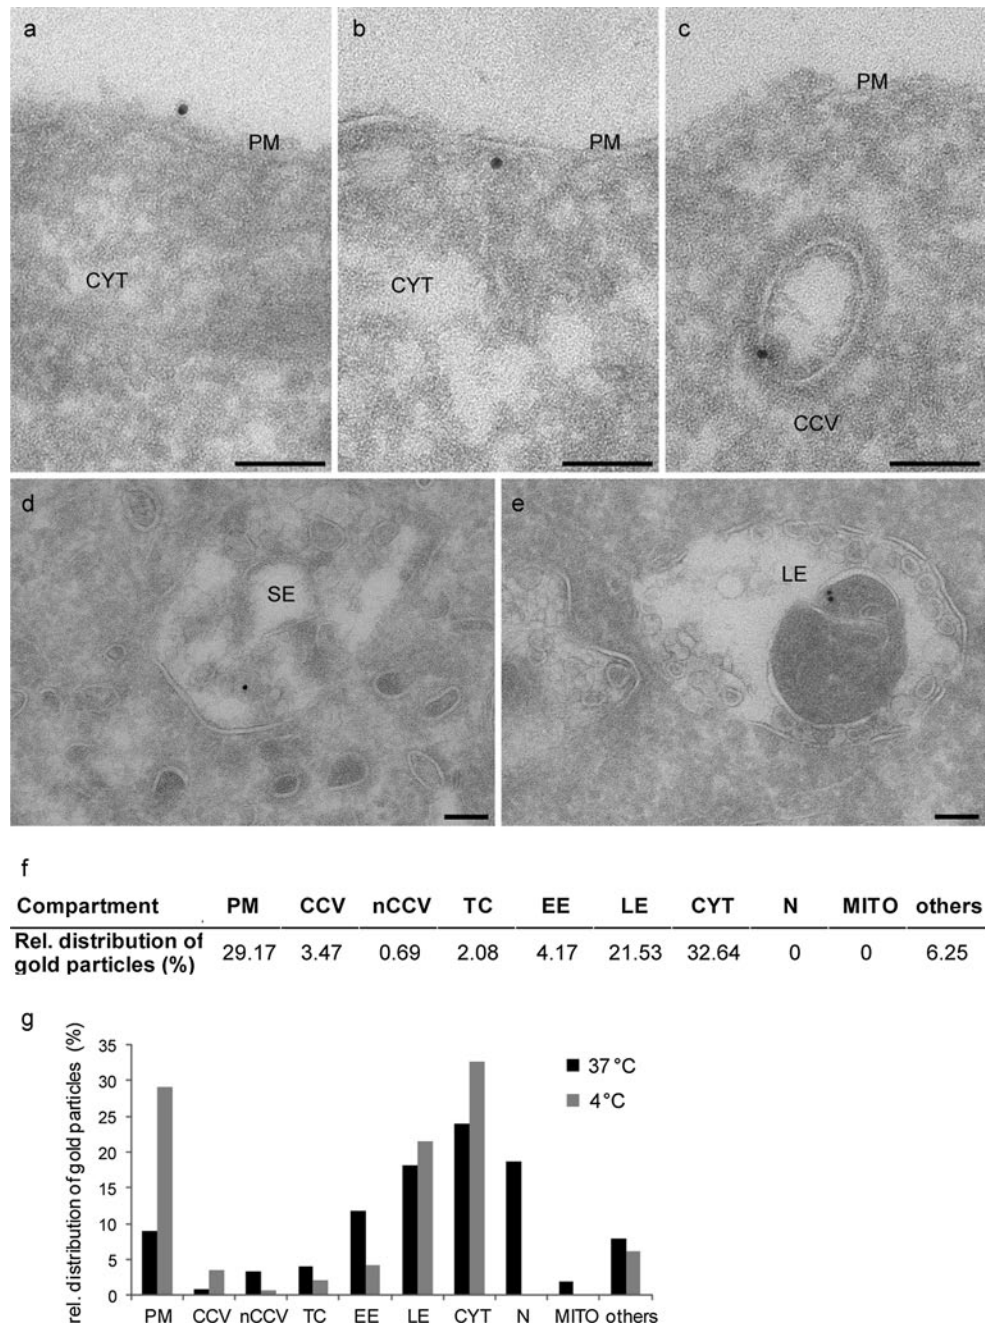 a
PM
CYT
b
PM
CYT
c
PM
CCV
d
SE
e
LE
f
Compartment PM CCV nCCV TC EE LE CYT N MITO others
Rel. distribution of gold particles (%) 29.17 3.47 0.69 2.08 4.17 21.53 32.64 0 0 6.25
g
rel. distribution of gold particles (%)
35
30
25
20
15
10
5
0
37 °C
4 °C
PM CCV nCCV TC EE LE CYT N MITO others